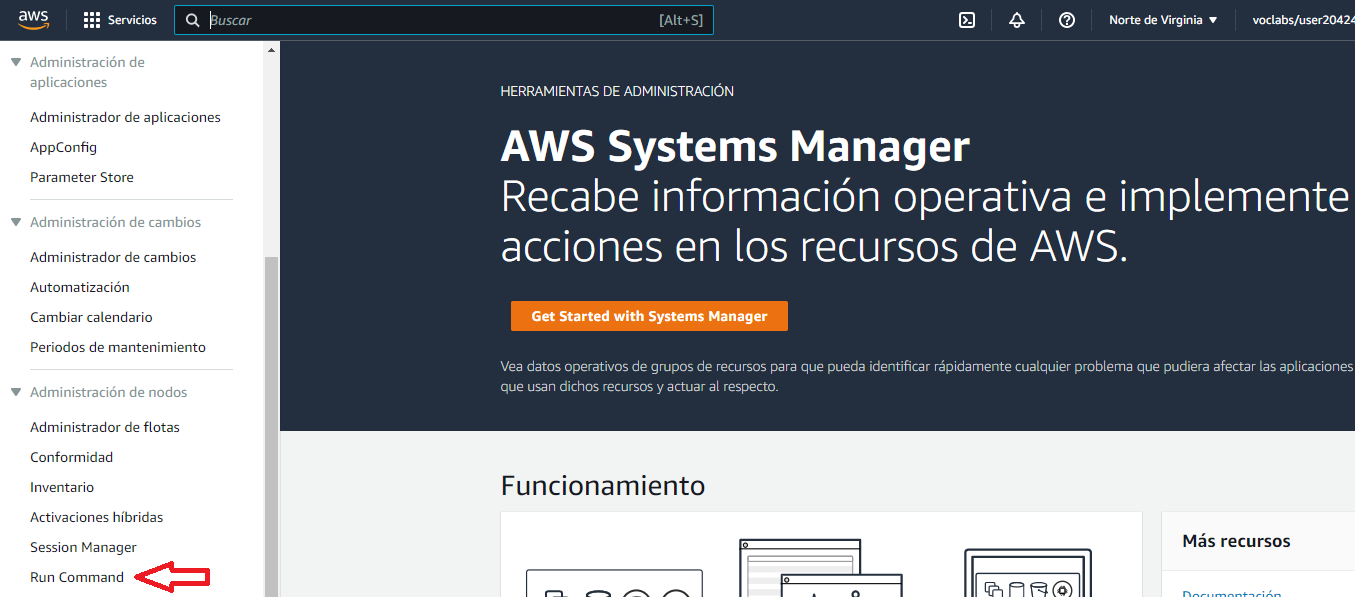 aws
Servicios
Buscar
[Alt+S]
Norte de Virginia
voclabs/user20424
Administración de
aplicaciones
Administrador de aplicaciones
AppConfig
Parameter Store
Administración de cambios
Administrador de cambios
Automatización
Cambiar calendario
Periodos de mantenimiento
Administración de nodos
Administrador de flotas
Conformidad
Inventario
Activaciones híbridas
Session Manager
Run Command
HERRAMIENTAS DE ADMINISTRACIÓN
AWS Systems Manager
Recabe información operativa e implemente
acciones en los recursos de AWS.
Get Started with Systems Manager
Vea datos operativos de grupos de recursos para que pueda identificar rápidamente cualquier problema que pudiera afectar las aplicaciones
que usan dichos recursos y actuar al respecto.
Funcionamiento
Más recursos
Documentación